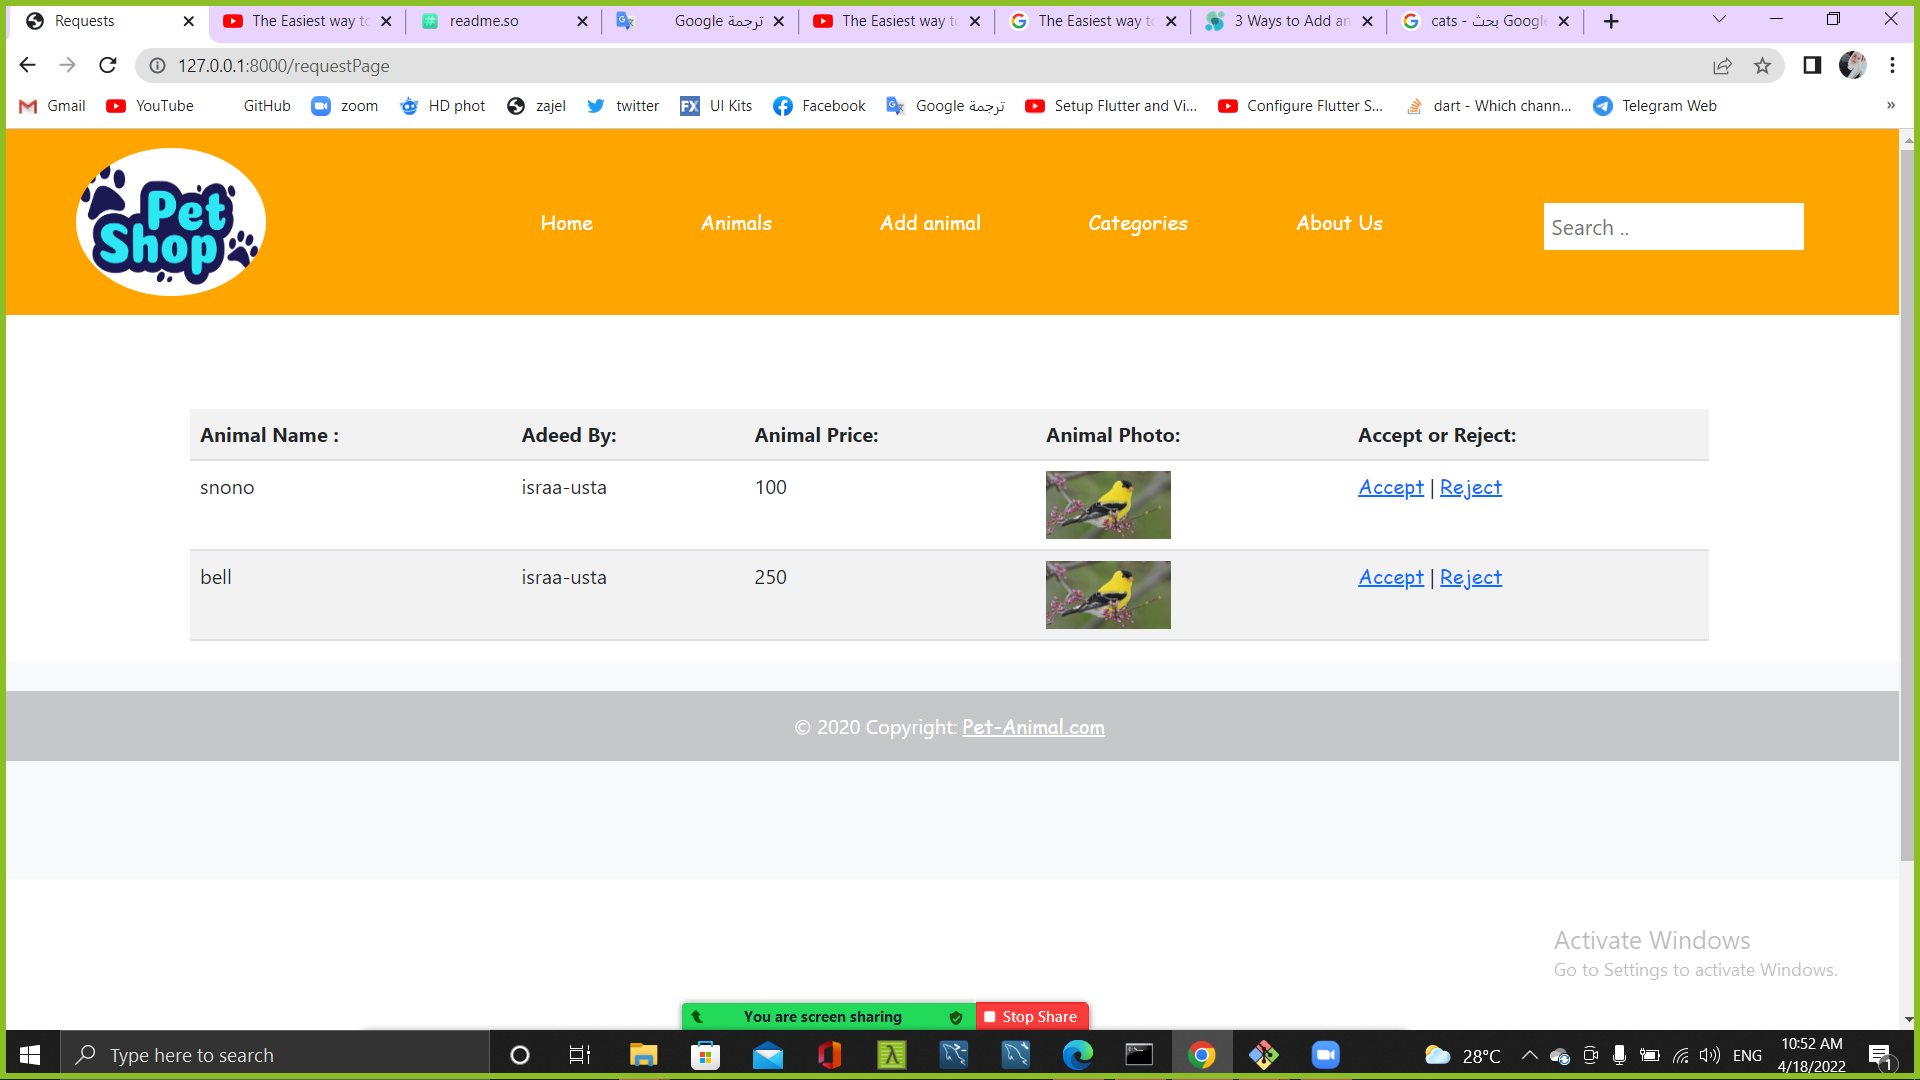 Requests
The Easiest way to
readme.so
ترجمة Google
The Easiest way to
The Easiest way to
3 Ways to Add an
cats - بحث Google
127.0.0.1:8000/requestPage
Gmail
YouTube
GitHub
zoom
HD phot
zajel
twitter
FX
UI Kits
Facebook
ترجمة Google
Setup Flutter and Vi...
Configure Flutter S...
dart - Which chann...
Telegram Web
»
Pet
Shop
Home
Animals
Add animal
Categories
About Us
Search ..
Animal Name : Adeed By: Animal Price: Animal Photo: Accept or Reject:
snono israa-usta 100 Accept | Reject
bell israa-usta 250 Accept | Reject
© 2020 Copyright: Pet-Animal.com
Activate Windows
Go to Settings to activate Windows.
You are screen sharing
Stop Share
Type here to search
28°C
ENG
10:52 AM
4/18/2022
1